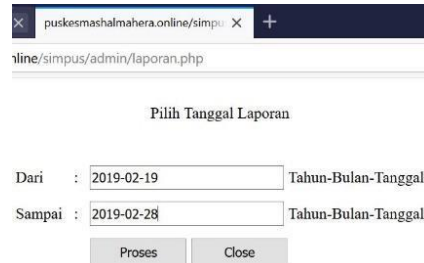 puskesmashalmahera.online/simpu
nline/simpus/admin/laporan.php
Pilih Tanggal Laporan
Dari : 2019-02-19 Tahun-Bulan-Tanggal
Sampai : 2019-02-28 Tahun-Bulan-Tanggal
Proses Close